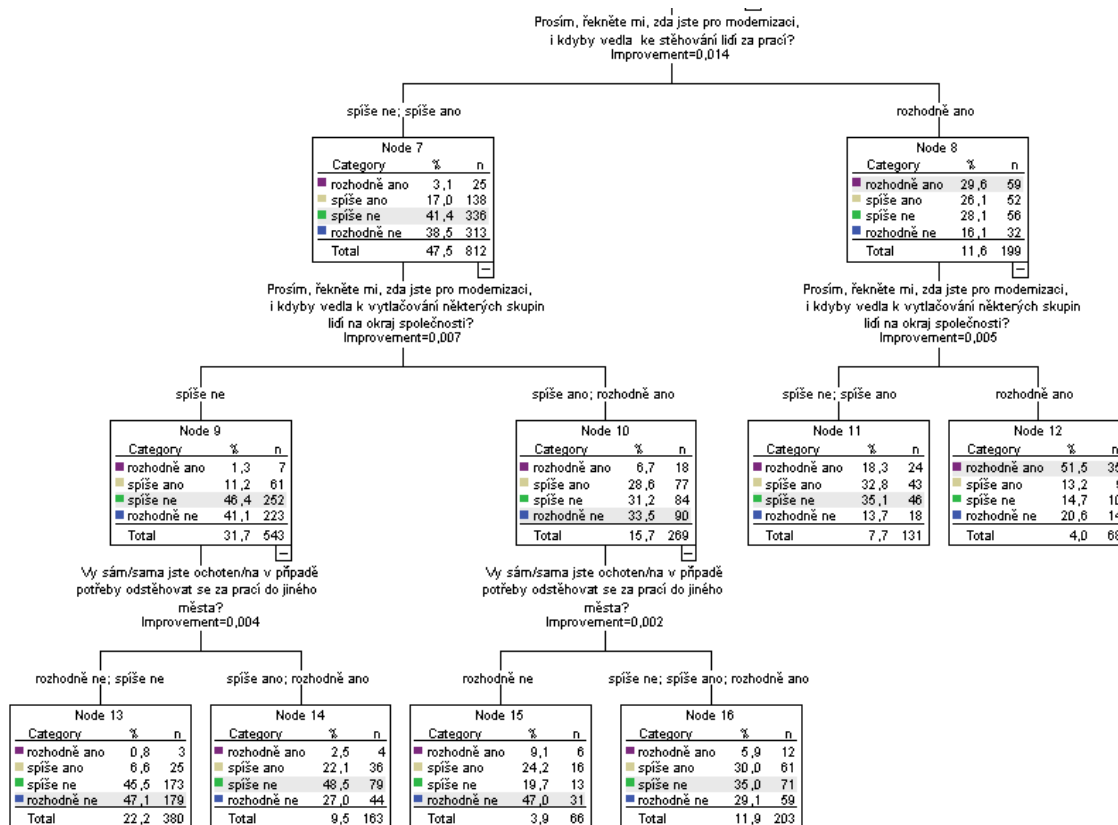 Prosím, řekněte mi, zda jste pro modernizaci,
i kdyby vedla ke stěhování lidí za prací?
Improvement=0,014
spíše ne; spíše ano
rozhodně ano
Node 7
Category % n
rozhodně ano 3,1 25
spíše ano 17,0 138
spíše ne 41,4 336
rozhodně ne 38,5 313
Total 47,5 812
Node 8
Category % n
rozhodně ano 29,6 59
spíše ano 26,1 52
spíše ne 28,1 56
rozhodně ne 16,1 32
Total 11,6 199
Prosím, řekněte mi, zda jste pro modernizaci,
i kdyby vedla k vytlačování některých skupin
lidí na okraj společnosti?
Improvement=0,007
Prosím, řekněte mi, zda jste pro modernizaci,
i kdyby vedla k vytlačování některých skupin
lidí na okraj společnosti?
Improvement=0,005
spíše ne
spíše ano; rozhodně ano
spíše ne; spíše ano
rozhodně ano
Node 9
Category % n
rozhodně ano 1,3 7
spíše ano 11,2 61
spíše ne 46,4 252
rozhodně ne 41,1 223
Total 31,7 543
Node 10
Category % n
rozhodně ano 6,7 18
spíše ano 28,6 77
spíše ne 31,2 84
rozhodně ne 33,5 90
Total 15,7 269
Node 11
Category % n
rozhodně ano 18,3 24
spíše ano 32,8 43
spíše ne 35,1 46
rozhodně ne 13,7 18
Total 7,7 131
Node 12
Category % n
rozhodně ano 51,5 35
spíše ano 13,2
spíše ne 14,7 10
rozhodně ne 20,6 14
Total 4,0 68
Vy sám/sama jste ochoten/na v případě
potřeby odstěhovat se za prací do jiného
města?
Improvement=0,004
Vy sám/sama jste ochoten/na v případě
potřeby odstěhovat se za prací do jiného
města?
Improvement=0,002
rozhodně ne; spíše ne
spíše ano; rozhodně ano
rozhodně ne
spíše ne; spíše ano; rozhodně ano
Node 13
Category % n
rozhodně ano 0,8 3
spíše ano 6,6 25
spíše ne 45,5 173
rozhodně ne 47,1 179
Total 22,2 380
Node 14
Category % n
rozhodně ano 2,5 4
spíše ano 22,1 36
spíše ne 48,5 79
rozhodně ne 27,0 44
Total 9,5 163
Node 15
Category % n
rozhodně ano 9,1 6
spíše ano 24,2 16
spíše ne 19,7 13
rozhodně ne 47,0 31
Total 3,9 66
Node 16
Category % n
rozhodně ano 5,9 12
spíše ano 30,0 61
spíše ne 35,0 71
rozhodně ne 29,1 59
Total 11,9 203